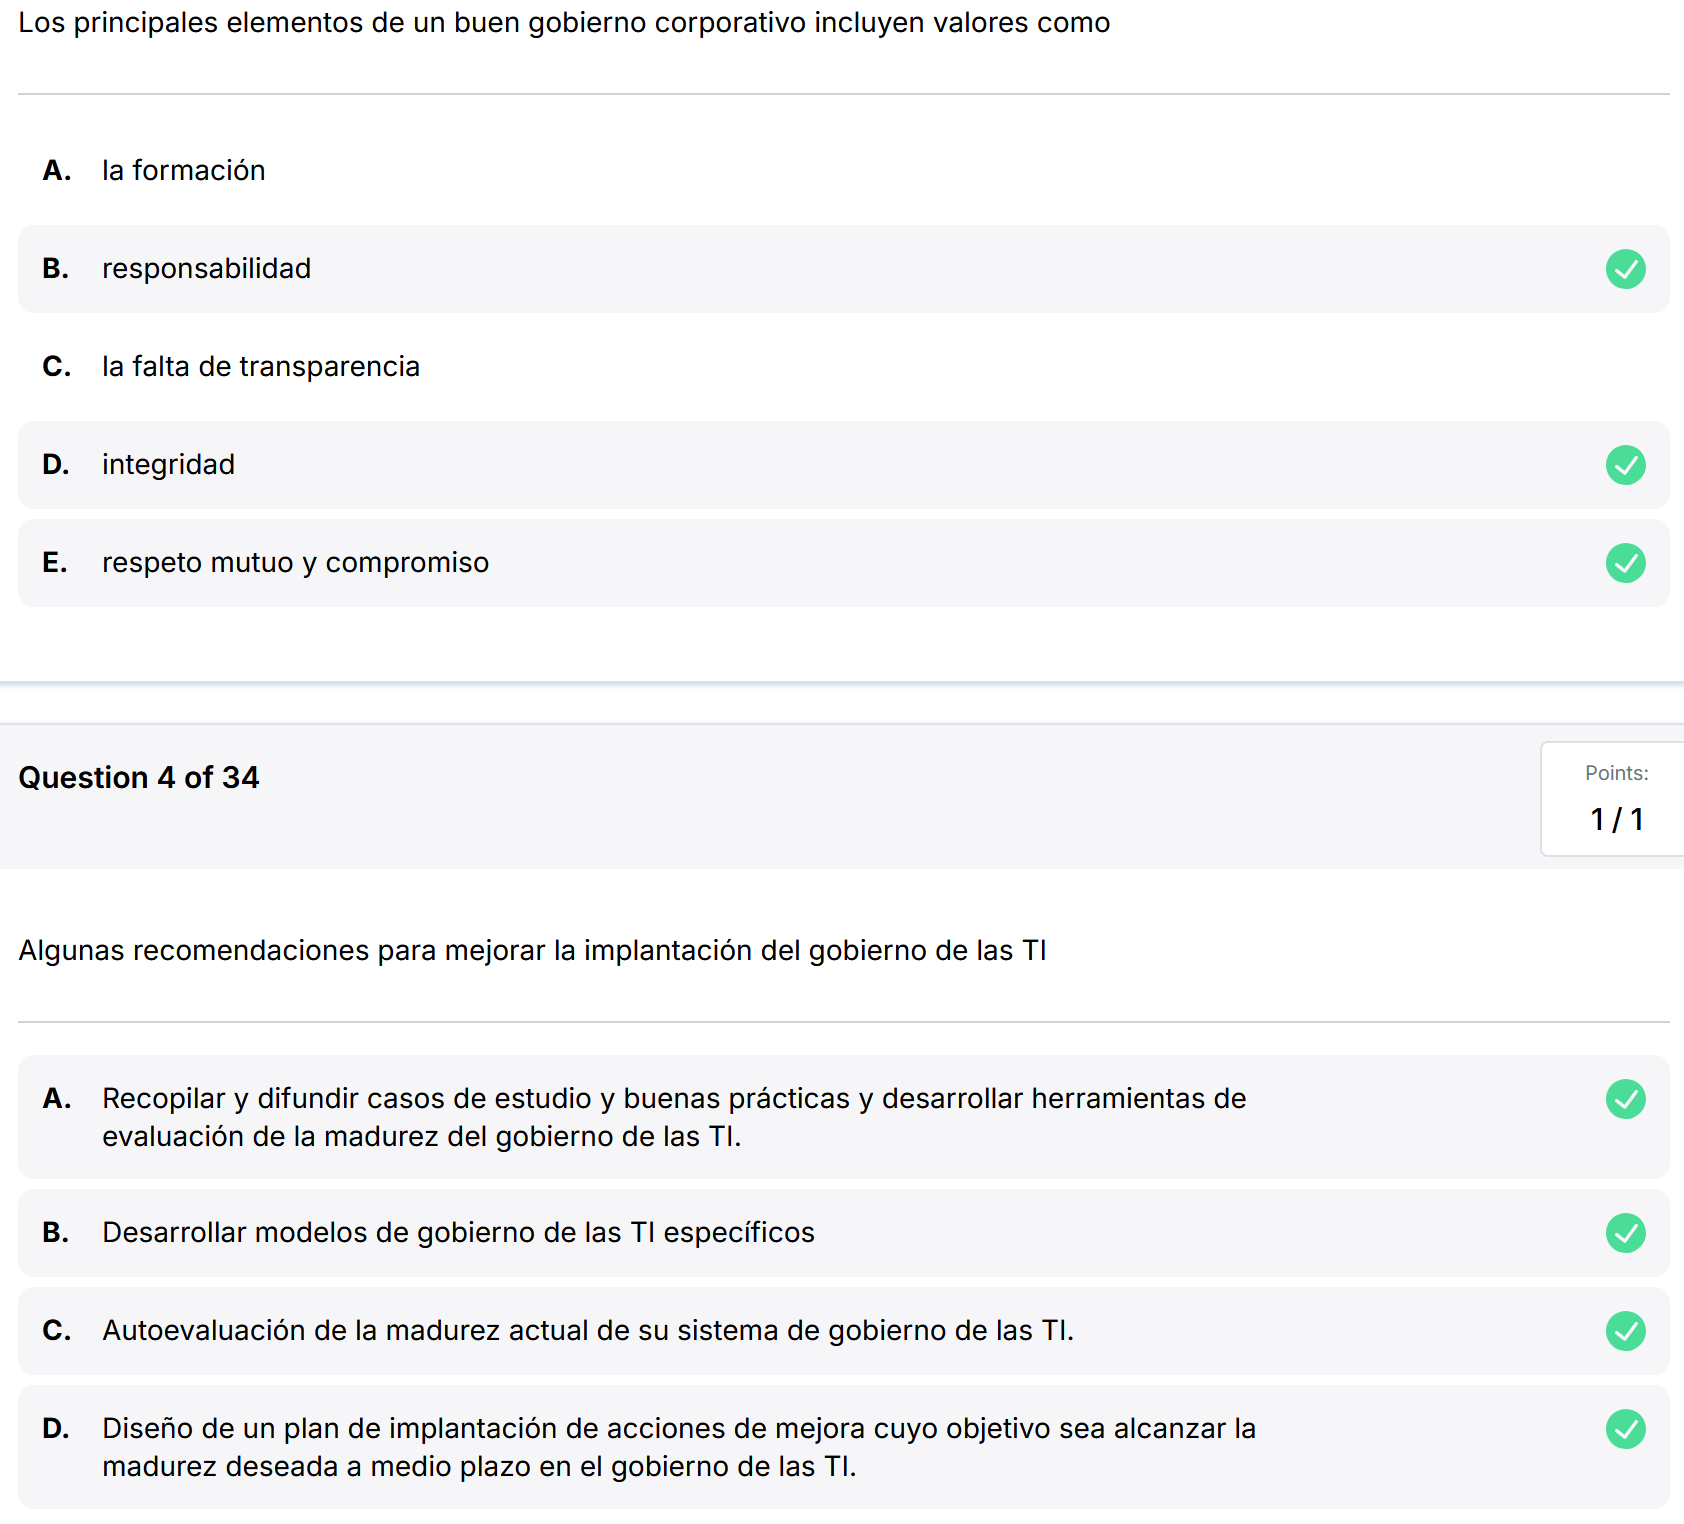 Los principales elementos de un buen gobierno corporativo incluyen valores como
A. la formación
B. responsabilidad
C. la falta de transparencia
D. integridad
E. respeto mutuo y compromiso
Question 4 of 34
Points:
1 / 1
Algunas recomendaciones para mejorar la implantación del gobierno de las TI
A. Recopilar y difundir casos de estudio y buenas prácticas y desarrollar herramientas de
evaluación de la madurez del gobierno de las TI.
B. Desarrollar modelos de gobierno de las TI específicos
C. Autoevaluación de la madurez actual de su sistema de gobierno de las TI.
D. Diseño de un plan de implantación de acciones de mejora cuyo objetivo sea alcanzar la
madurez deseada a medio plazo en el gobierno de las TI.